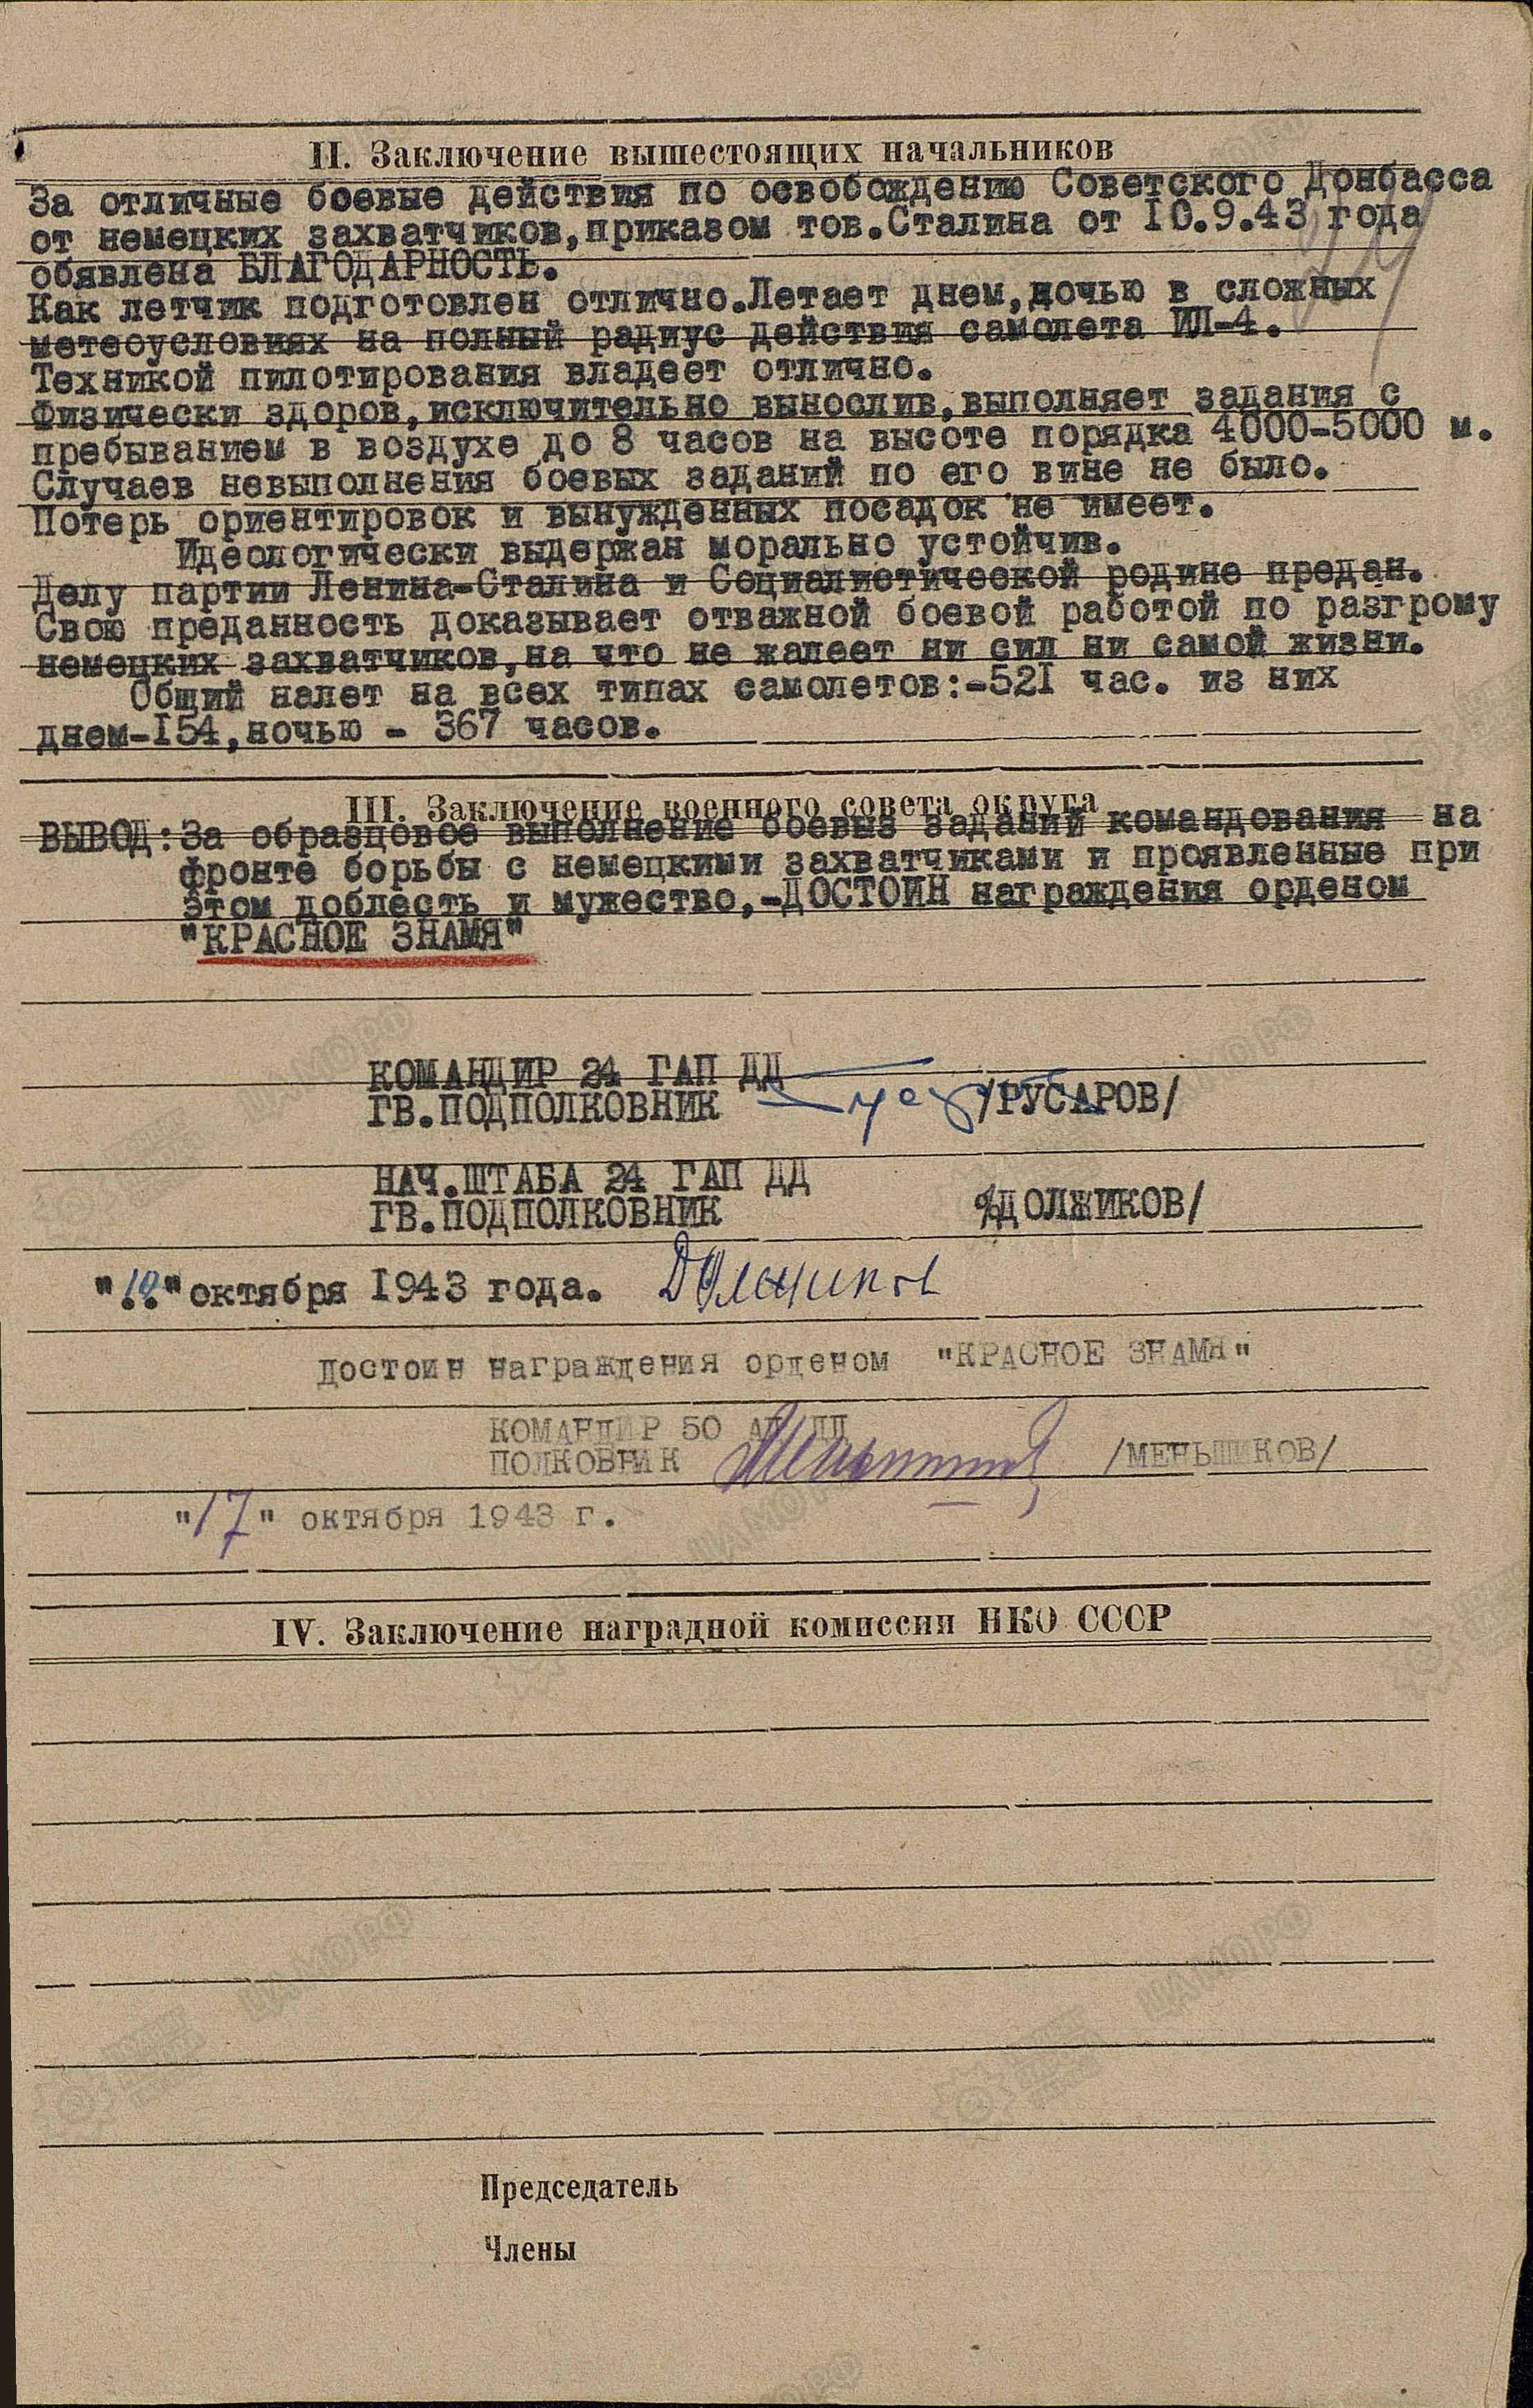 II. Заключение вышестоящих начальников
За отличные боевые действия по освобождению Советского Донбасса
от немецких захватчиков,приказом тов.Сталина от I0.9.43 года
обявлена БЛАГОДАРНОСТЬ.
Как летчик подготовлен отлично.Летает днем,ночью в сложных
метеоусловиях на полный радиус действия самолета ИЛ-4.
Техникой пилотирования владеет отлично.
Физически здоров,исключительно вынослив,выполняет задания с
пребыванием в воздухе до 8 часов на высоте порядка 4000-5000 м.
Случаев невыполнения боевых заданий по его вине не было.
Потерь ориентировок и вынужденных посадок не имеет.
Идеологически выдержан морально устойчив.
Делу партии Ленина-Сталина и Социалистической родине предан.
Свою преданность доказывает отважной боевой работой по разгрому
немецких захватчиков,на что не жалеет ни сил ни самой жизни.
Общий налет на всех типах самолетов:-52I час. из них
днем-I54,ночью - 367 часов.
III. Заключение военного совета округа
ВЫВОД:За образцовое выполнение боевыз заданий командования на
фронте борьбы с немецкими захватчиками и проявленные при
этом доблесть и мужество,-ДОСТОИН награждения орденом
"КРАСНОЕ ЗНАМЯ"
КОМАНДИР 24 ГАП ДД
ГВ.ПОДПОЛКОВНИК /РУСАРОВ/
НАЧ.ШТАБА 24 ГАП ДД
ГВ.ПОДПОЛКОВНИК /ДОЛЖИКОВ/
"10" октября I943 года. Должиков
достоин награждения орденом "КРАСНОЕ ЗНАМЯ"
КОМАНДИР 50 АД ДД
ПОЛКОВНИК /МЕНЬШИКОВ/
"17" октября 1943 г.
IV. Заключение наградной комиссии НКО СССР
Председатель
Члены